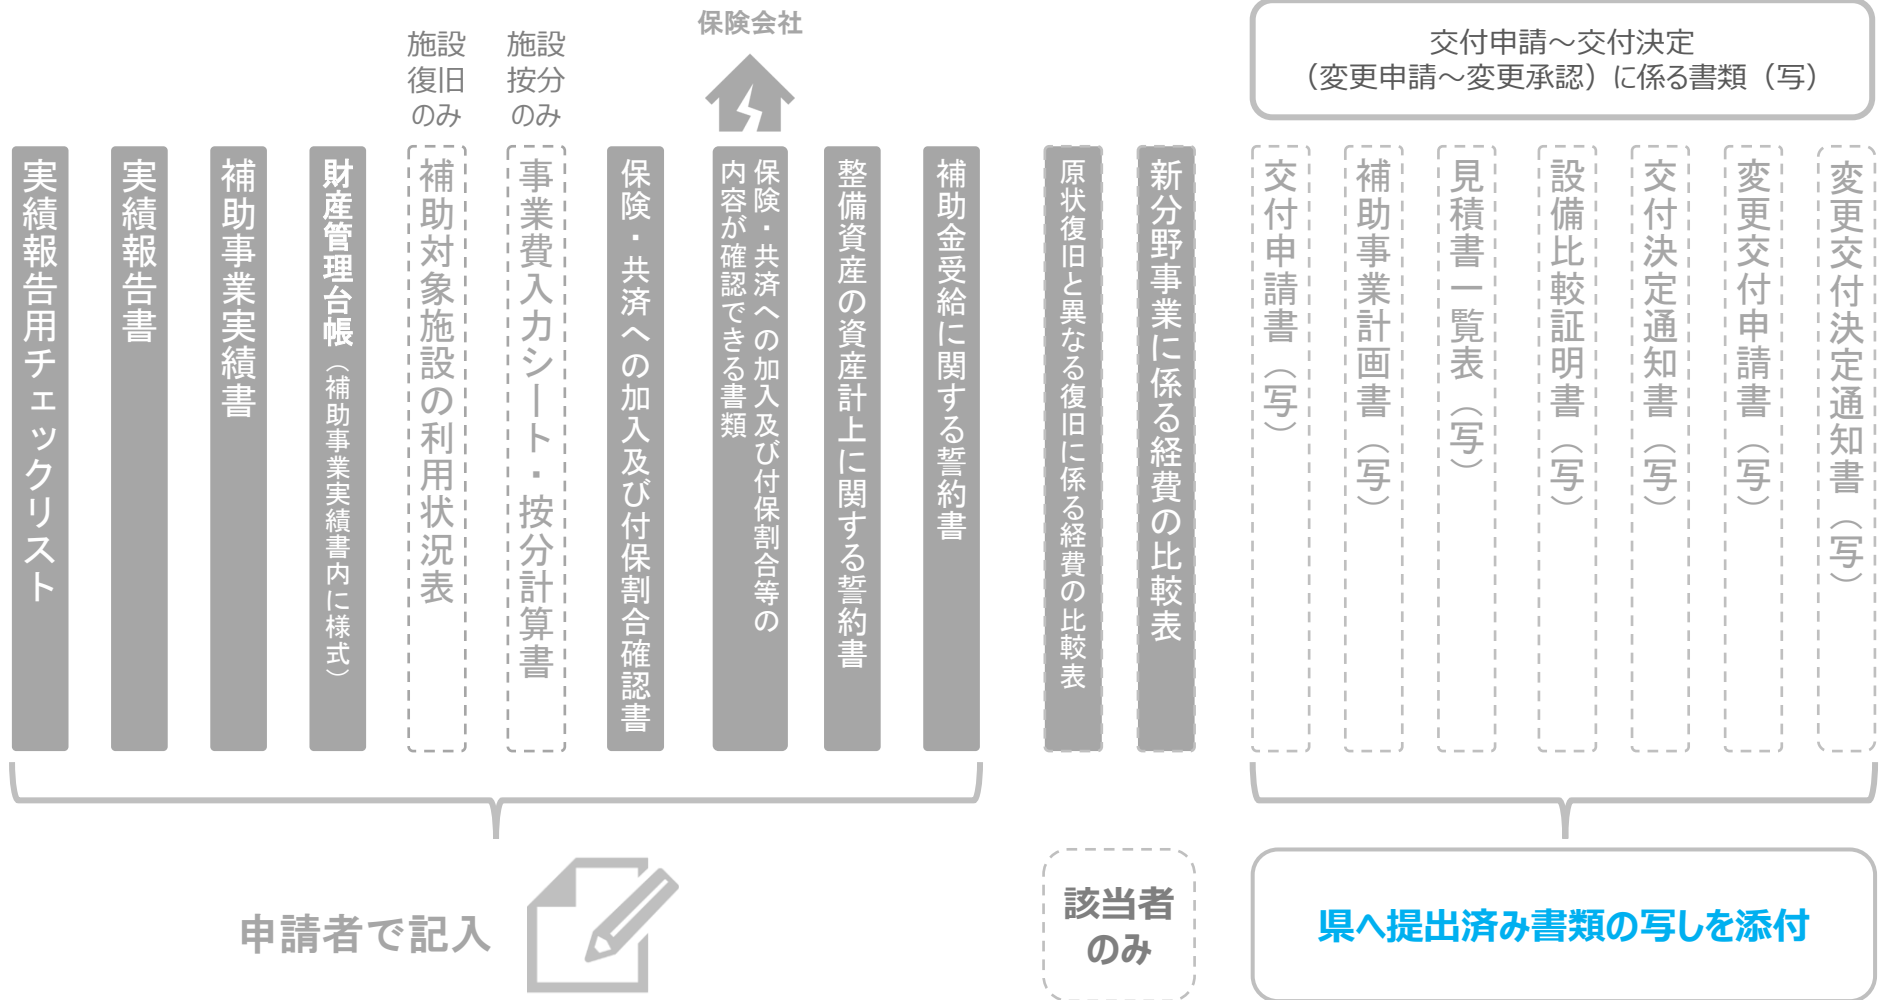 保険会社
施設
復旧
のみ
施設
按分
のみ
交付申請～交付決定
（変更申請～変更承認）に係る書類（写）
実績報告用チェックリスト
実績報告書
補助事業実績書
財産管理台帳（補助事業実績書内に様式）
補助対象施設の利用状況表
事業費入力シート・按分計算書
保険・共済への加入及び付保割合確認書
保険・共済への加入及び付保割合等の
内容が確認できる書類
整備資産の資産計上に関する誓約書
補助金受給に関する誓約書
原状復旧と異なる復旧に係る経費の比較表
新分野事業に係る経費の比較表
交付申請書（写）
補助事業計画書（写）
見積書一覧表（写）
設備比較証明書（写）
交付決定通知書（写）
変更交付申請書（写）
変更交付決定通知書（写）
申請者で記入
該当者
のみ
県へ提出済み書類の写しを添付